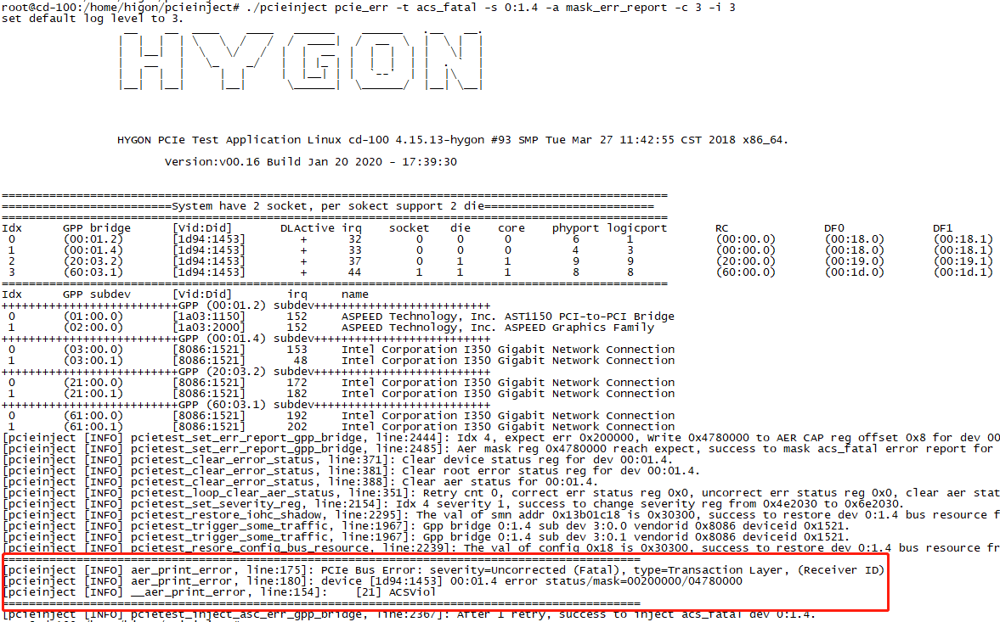 root@cd-100:/home/higon/pcieinject# ./pcieinject pcie_err -t acs_fatal -s 0:1.4 -a mask_err_report -c 3 -i 3
set default log level to 3.
HYGON
HYGON PCIe Test Application Linux cd-100 4.15.13-hygon #93 SMP Tue Mar 27 11:42:55 CST 2018 x86_64.
Version:v00.16 Build Jan 20 2020 - 17:39:30
==================================================================================================
=========================System have 2 socket, per sokect support 2 die=========================
==================================================================================================
Idx GPP bridge [Vid:Did] DLActive irq socket die core phyport logicport RC DF0 DF1
0 (00:01.2) [1d94:1453] + 32 0 0 0 6 1 (00:00.0) (00:18.0) (00:18.1)
1 (00:01.4) [1d94:1453] + 33 0 0 0 4 3 (00:00.0) (00:18.0) (00:18.1)
2 (20:03.2) [1d94:1453] + 37 0 1 1 9 9 (20:00.0) (00:19.0) (00:19.1)
3 (60:03.1) [1d94:1453] + 44 1 1 1 8 8 (60:00.0) (00:1d.0) (00:1d.1)
==================================================================================================
Idx GPP subdev [Vid:Did] irq name
++++++++++++++++++++++++++GPP (00:01.2) subdev++++++++++++++++++++++++++
0 (01:00.0) [1a03:1150] 152 ASPEED Technology, Inc. AST1150 PCI-to-PCI Bridge
1 (02:00.0) [1a03:2000] 152 ASPEED Technology, Inc. ASPEED Graphics Family
++++++++++++++++++++++++++GPP (00:01.4) subdev++++++++++++++++++++++++++
0 (03:00.0) [8086:1521] 153 Intel Corporation I350 Gigabit Network Connection
1 (03:00.1) [8086:1521] 48 Intel Corporation I350 Gigabit Network Connection
++++++++++++++++++++++++++GPP (20:03.2) subdev++++++++++++++++++++++++++
0 (21:00.0) [8086:1521] 172 Intel Corporation I350 Gigabit Network Connection
1 (21:00.1) [8086:1521] 182 Intel Corporation I350 Gigabit Network Connection
++++++++++++++++++++++++++GPP (60:03.1) subdev++++++++++++++++++++++++++
0 (61:00.0) [8086:1521] 192 Intel Corporation I350 Gigabit Network Connection
1 (61:00.1) [8086:1521] 202 Intel Corporation I350 Gigabit Network Connection
[pcieinject [INFO] pcietest_set_err_report_gpp_bridge, line:2444]: Idx 4, expect err 0x200000, Write 0x4780000 to AER CAP reg offset 0x8 for dev 00
[pcieinject [INFO] pcietest_set_err_report_gpp_bridge, line:2485]: Aer mask reg 0x4780000 reach expect, success to mask acs_fatal error report for
[pcieinject [INFO] pcietest_clear_error_status, line:371]: Clear device status reg for dev 00:01.4.
[pcieinject [INFO] pcietest_clear_error_status, line:381]: Clear root error status reg for dev 00:01.4.
[pcieinject [INFO] pcietest_clear_error_status, line:388]: Clear aer status for 00:01.4.
[pcieinject [INFO] pcietest_loop_clear_aer_status, line:351]: Retry cnt 0, correct err status reg 0x0, uncorrect err status reg 0x0, clear aer stat
[pcieinject [INFO] pcietest_set_severity_reg, line:2154]: Idx 4 severity 1, success to change severity reg from 0x4e2030 to 0x6e2030.
[pcieinject [INFO] pcietest_restore_iohc_shadow, line:2295]: The val of smn addr 0x13b01c18 is 0x30300, success to restore dev 0:1.4 bus resource f
[pcieinject [INFO] pcietest_trigger_some_traffic, line:1967]: Gpp bridge 0:1.4 sub dev 3:0.0 vendorid 0x8086 deviceid 0x1521.
[pcieinject [INFO] pcietest_trigger_some_traffic, line:1967]: Gpp bridge 0:1.4 sub dev 3:0.1 vendorid 0x8086 deviceid 0x1521.
[pcieinject [INFO] pcietest_resore_config_bus_resource, line:2239]: The val of config 0x18 is 0x30300, success to restore dev 0:1.4 bus resource fr
==============================================================================================
[pcieinject [INFO] aer_print_error, line:175]: PCIe Bus Error: severity=Uncorrected (Fatal), type=Transaction Layer, (Receiver ID)
[pcieinject [INFO] aer_print_error, line:180]: device [1d94:1453] 00:01.4 error status/mask=00200000/04780000
[pcieinject [INFO] __aer_print_error, line:154]: [21] ACSViol
==============================================================================================
[pcieinject [INFO] pcietest_inject_asc_err_gpp_bridge, line:2367]: After 1 retry, success to inject acs_fatal dev 0:1.4.